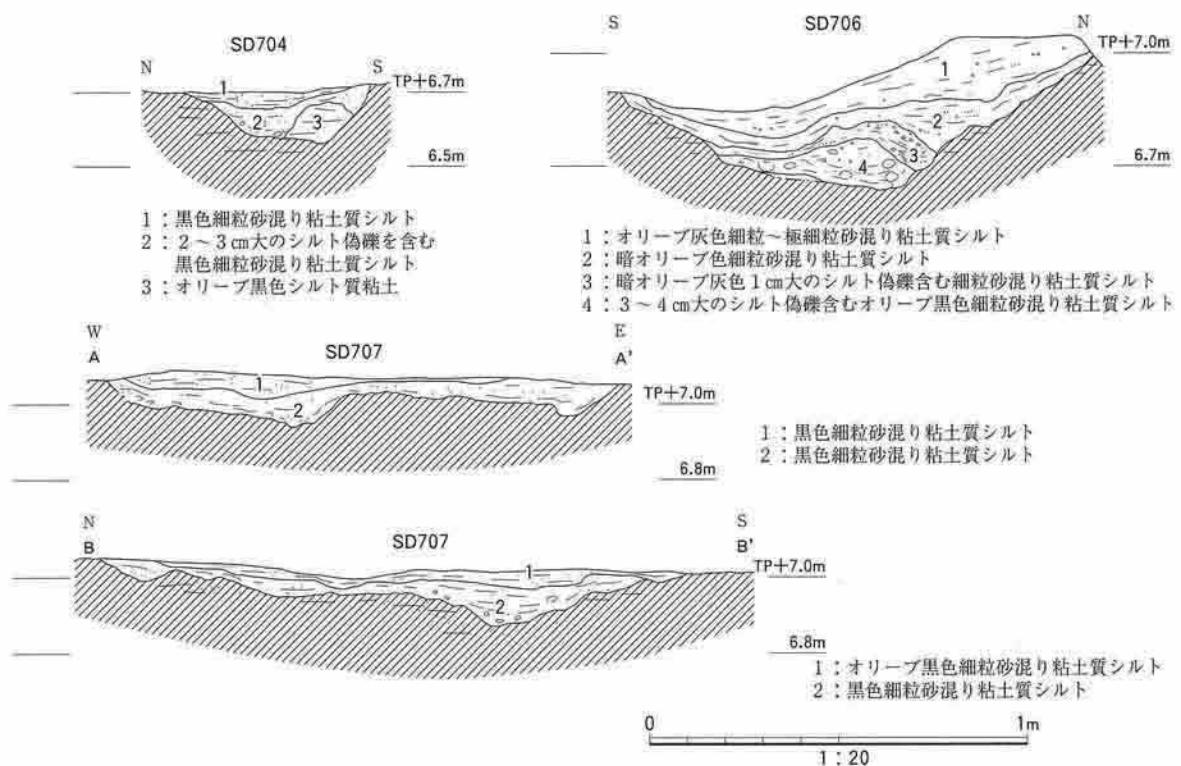 SD704
N
S
TP+6.7m
1
2
3
6.5m
1：黒色細粒砂混り粘土質シルト
2：2～3㎝大のシルト偽礫を含む
黒色細粒砂混り粘土質シルト
3：オリーブ黒色シルト質粘土
SD706
S
N
TP+7.0m
1
2
3
4
6.7m
1：オリーブ灰色細粒～極細粒砂混り粘土質シルト
2：暗オリーブ色細粒砂混り粘土質シルト
3：暗オリーブ灰色1㎝大のシルト偽礫含む細粒砂混り粘土質シルト
4：3～4㎝大のシルト偽礫含むオリーブ黒色細粒砂混り粘土質シルト
W
A
SD707
E
A'
TP+7.0m
1
2
6.8m
1：黒色細粒砂混り粘土質シルト
2：黒色細粒砂混り粘土質シルト
N
B
SD707
S
B'
TP+7.0m
1
2
6.8m
1：オリーブ黒色細粒砂混り粘土質シルト
2：黒色細粒砂混り粘土質シルト
0
1m
1：20